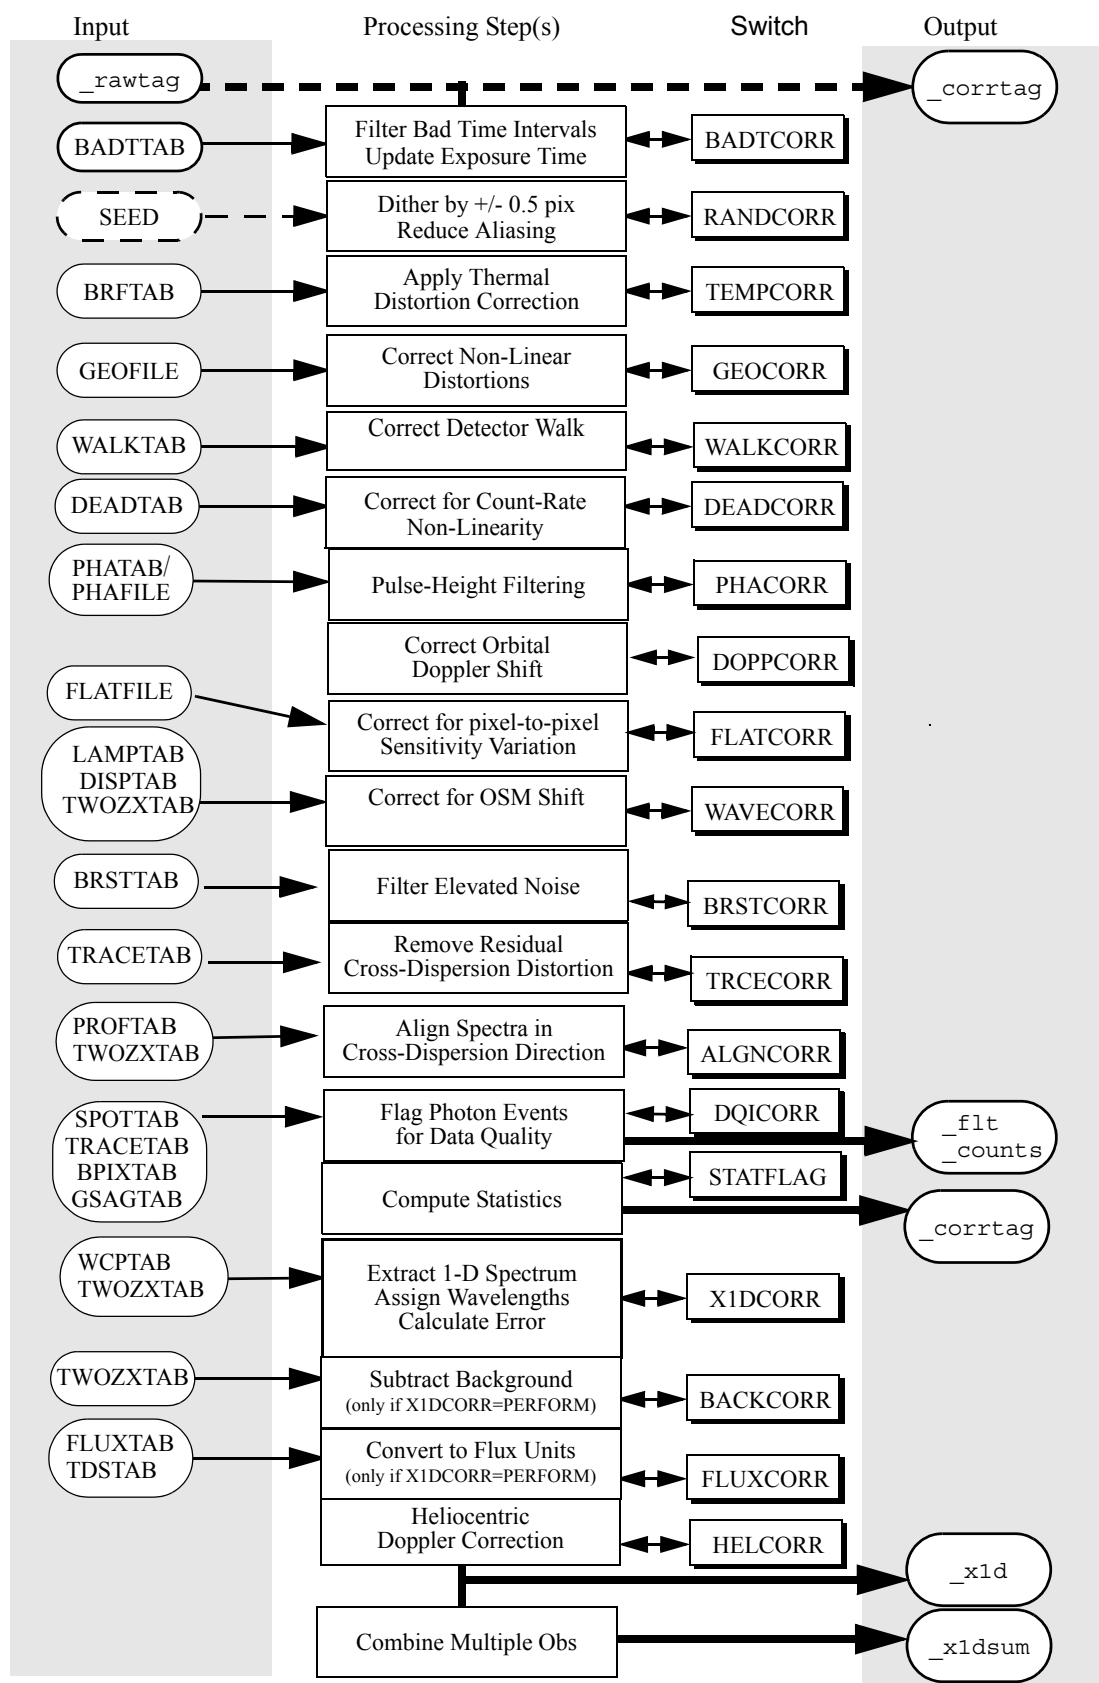 Input Processing Step(s) Switch Output
_rawtag
_corrtag
BADTTAB
Filter Bad Time Intervals
Update Exposure Time
BADTCORR
SEED
Dither by +/- 0.5 pix
Reduce Aliasing
RANDCORR
BRFTAB
Apply Thermal
Distortion Correction
TEMPCORR
GEOFILE
Correct Non-Linear
Distortions
GEOCORR
WALKTAB
Correct Detector Walk
WALKCORR
DEADTAB
Correct for Count-Rate
Non-Linearity
DEADCORR
PHATAB/
PHAFILE
Pulse-Height Filtering
PHACORR
Correct Orbital
Doppler Shift
DOPPCORR
FLATFILE
Correct for pixel-to-pixel
Sensitivity Variation
FLATCORR
LAMPTAB
DISPTAB
TWOZXTAB
Correct for OSM Shift
WAVECORR
BRSTTAB
Filter Elevated Noise
BRSTCORR
TRACETAB
Remove Residual
Cross-Dispersion Distortion
TRCECORR
PROFTAB
TWOZXTAB
Align Spectra in
Cross-Dispersion Direction
ALGNCORR
SPOTTAB
TRACETAB
BPIXTAB
GSAGTAB
Flag Photon Events
for Data Quality
DQICORR
_flt
_counts
Compute Statistics
STATFLAG
_corrtag
WCPTAB
TWOZXTAB
Extract 1-D Spectrum
Assign Wavelengths
Calculate Error
X1DCORR
TWOZXTAB
Subtract Background
(only if X1DCORR=PERFORM)
BACKCORR
FLUXTAB
TDSTAB
Convert to Flux Units
(only if X1DCORR=PERFORM)
FLUXCORR
Heliocentric
Doppler Correction
HELCORR
_x1d
Combine Multiple Obs
_x1dsum